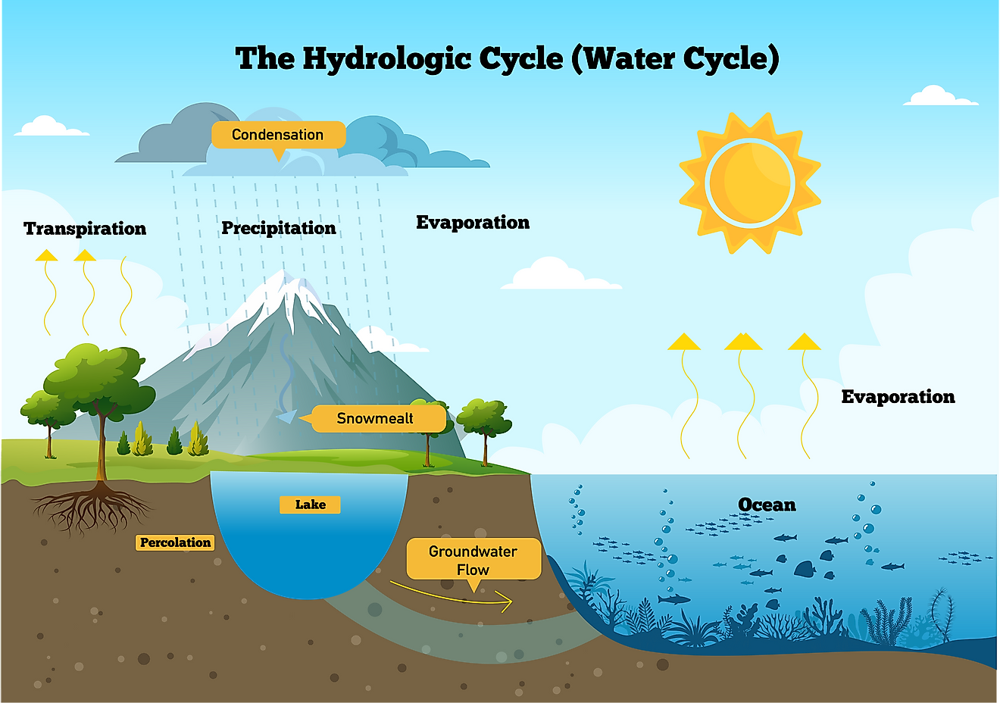 The Hydrologic Cycle (Water Cycle)
Condensation
Transpiration
Precipitation
Evaporation
Evaporation
Snowmealt
Lake
Ocean
Percolation
Groundwater
Flow